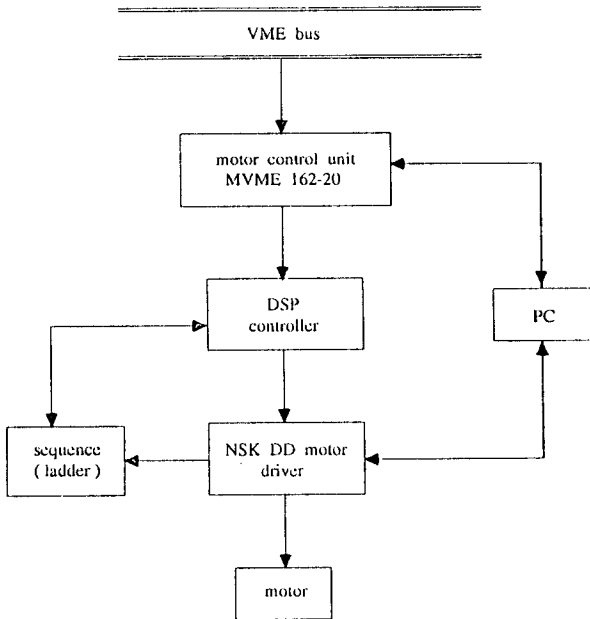 VME bus
motor control unit
MVME 162-20
DSP
controller
PC
sequence
( ladder )
NSK DD motor
driver
motor